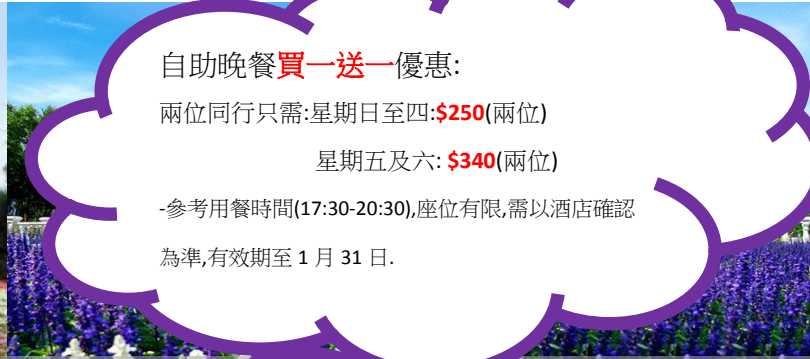 自助晚餐買一送一優惠:
兩位同行只需:星期日至四:$250(兩位)
星期五及六: $340(兩位)
-參考用餐時間(17:30-20:30),座位有限,需以酒店確認
為準,有效期至 1 月 31 日.